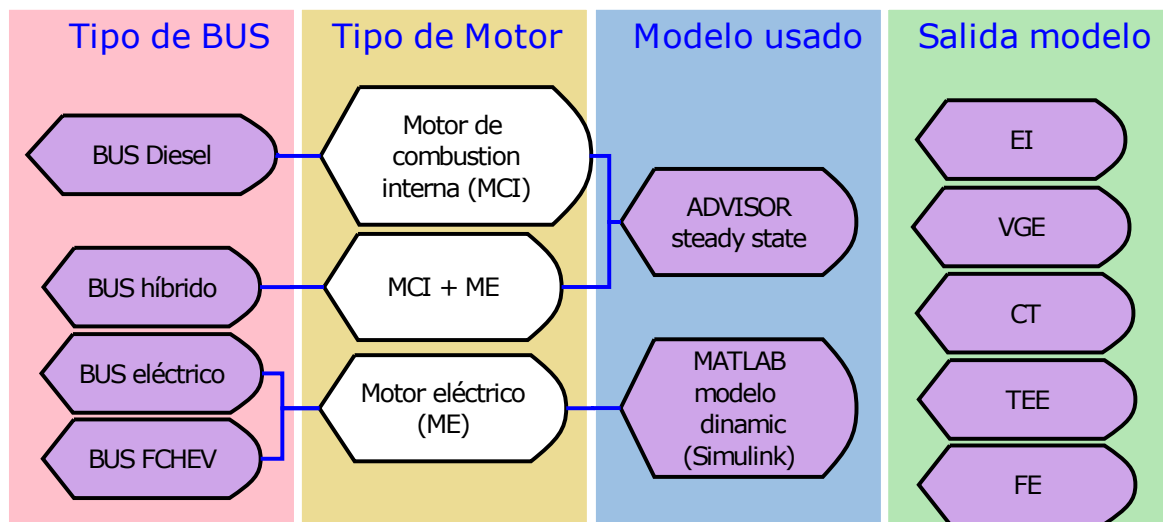 Tipo de BUS
Tipo de Motor
Modelo usado
Salida modelo
BUS Diesel
BUS híbrido
BUS eléctrico
BUS FCHEV
Motor de
combustion
interna (MCI)
MCI + ME
Motor eléctrico
(ME)
ADVISOR
steady state
MATLAB
modelo
dinamic
(Simulink)
EI
VGE
CT
TEE
FE